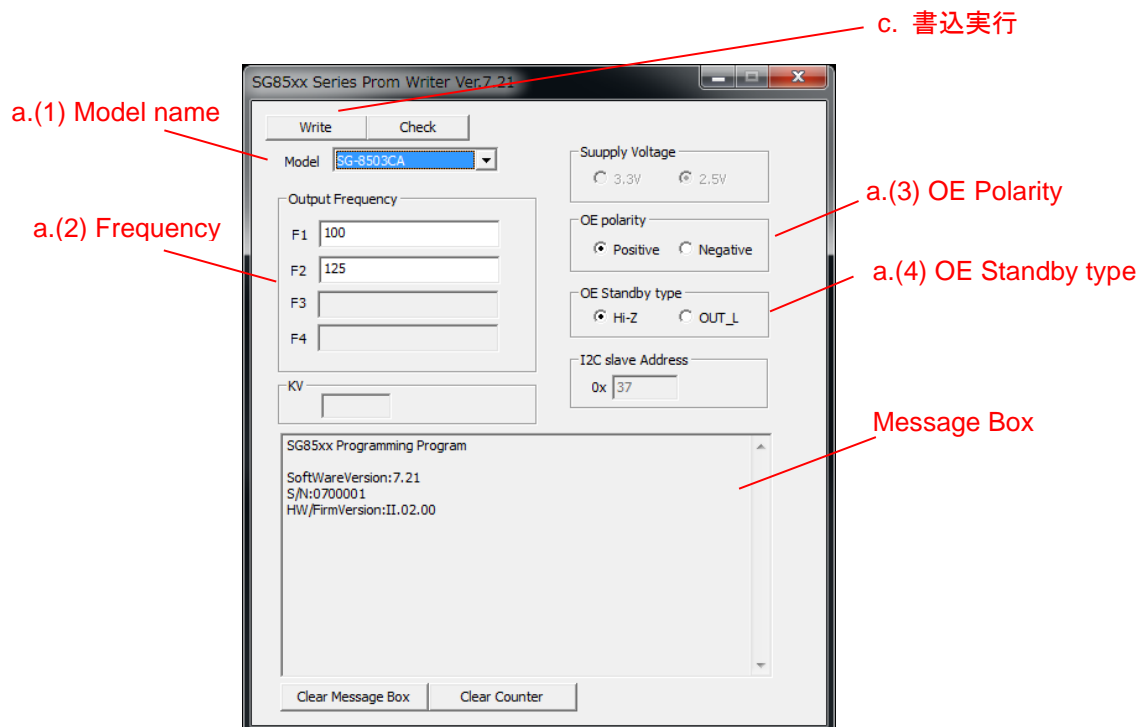 c. 書込実行
SG85xx Series Prom Writer Ver.7.21
a.(1) Model name
Write Check
Model SG-8503CA
Suupply Voltage
3.3V 2.5V
a.(3) OE Polarity
Output Frequency
a.(2) Frequency
F1 100
F2 125
F3
F4
OE polarity
Positive Negative
a.(4) OE Standby type
OE Standby type
Hi-Z OUT_L
I2C slave Address
0x 37
KV
Message Box
SG85xx Programming Program
SoftWareVersion:7.21
S/N:0700001
HW/FirmVersion:II.02.00
Clear Message Box Clear Counter